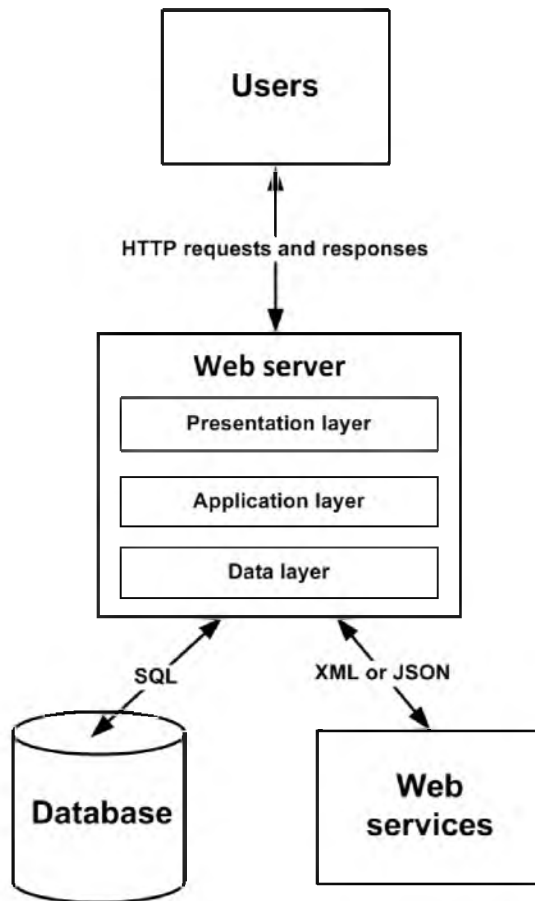 Users
HTTP requests and responses
Web server
Presentation layer
Application layer
Data layer
SQL
XML or JSON
Database
Web
services